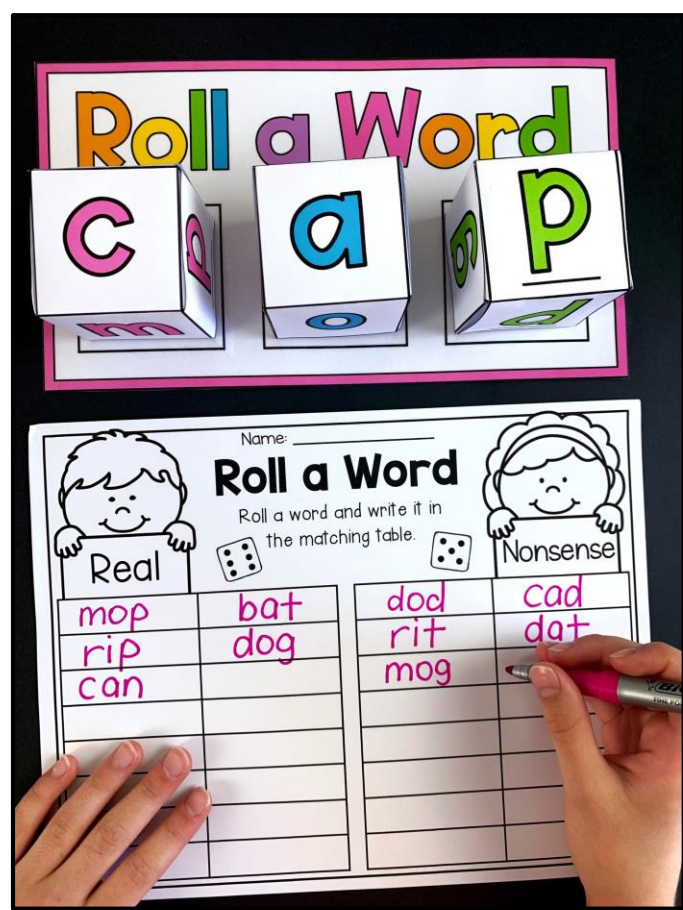 Roll a Word
c a p
a m o g d
Name:
Roll a Word
Roll a word and write it in
the matching table.
Real
Nonsense
mop bat
rip dog
can
dod cad
rit dat
mog